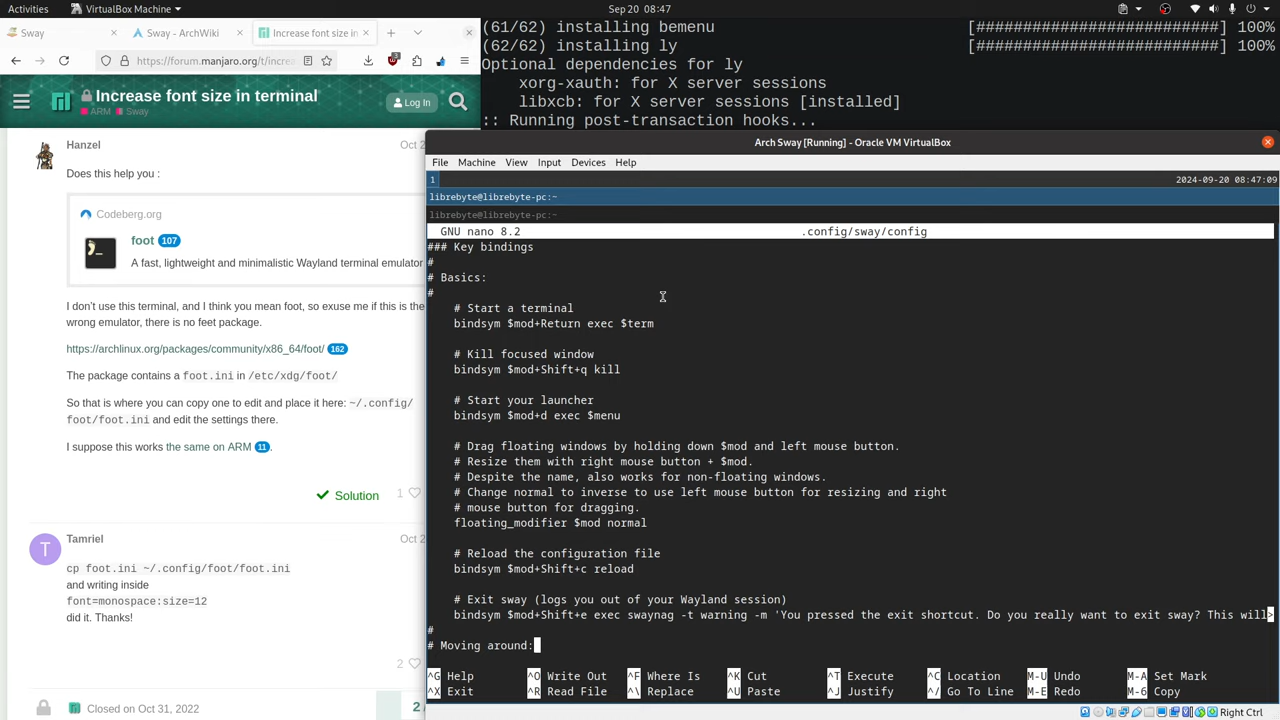 Activities
VirtualBox Machine
Sep 20 08:47
Sway
Sway - ArchWiki
Increase font size in
https://forum.manjaro.org/t/increa
3
Increase font size in terminal
ARM Sway
Log In
Hanzel
Oct 2
Does this help you :
Codeberg.org
foot 107
A fast, lightweight and minimalistic Wayland terminal emulator
I don't use this terminal, and I think you mean foot, so exuse me if this is the
wrong emulator, there is no feet package.
https://archlinux.org/packages/community/x86_64/foot/ 162
The package contains a foot.ini in /etc/xdg/foot/
So that is where you can copy one to edit and place it here: ~/.config/
foot/foot.ini and edit the settings there.
I suppose this works the same on ARM 11.
Solution
1
T
Tamriel
Oct 2
cp foot.ini ~/.config/foot/foot.ini
and writing inside
font=monospace:size=12
did it. Thanks!
2
Closed on Oct 31, 2022
2
(61/62) installing bemenu [##########################] 100%
(62/62) installing ly [##########################] 100%
Optional dependencies for ly
xorg-xauth: for X server sessions
libxcb: for X server sessions [installed]
:: Running post-transaction hooks...
Arch Sway [Running] - Oracle VM VirtualBox
File Machine View Input Devices Help
1
2024-09-20 08:47:09
librebyte@librebyte-pc:~
librebyte@librebyte-pc:~
GNU nano 8.2 .config/sway/config
### Key bindings
#
# Basics:
#
# Start a terminal
bindsym $mod+Return exec $term
# Kill focused window
bindsym $mod+Shift+q kill
# Start your launcher
bindsym $mod+d exec $menu
# Drag floating windows by holding down $mod and left mouse button.
# Resize them with right mouse button + $mod.
# Despite the name, also works for non-floating windows.
# Change normal to inverse to use left mouse button for resizing and right
# mouse button for dragging.
floating_modifier $mod normal
# Reload the configuration file
bindsym $mod+Shift+c reload
# Exit sway (logs you out of your Wayland session)
bindsym $mod+Shift+e exec swaynag -t warning -m 'You pressed the exit shortcut. Do you really want to exit sway? This will>
#
# Moving around:
^G Help ^O Write Out ^F Where Is ^K Cut ^T Execute ^C Location M-U Undo M-A Set Mark
^X Exit ^R Read File ^\ Replace ^U Paste ^J Justify ^/ Go To Line M-E Redo M-6 Copy
Right Ctrl